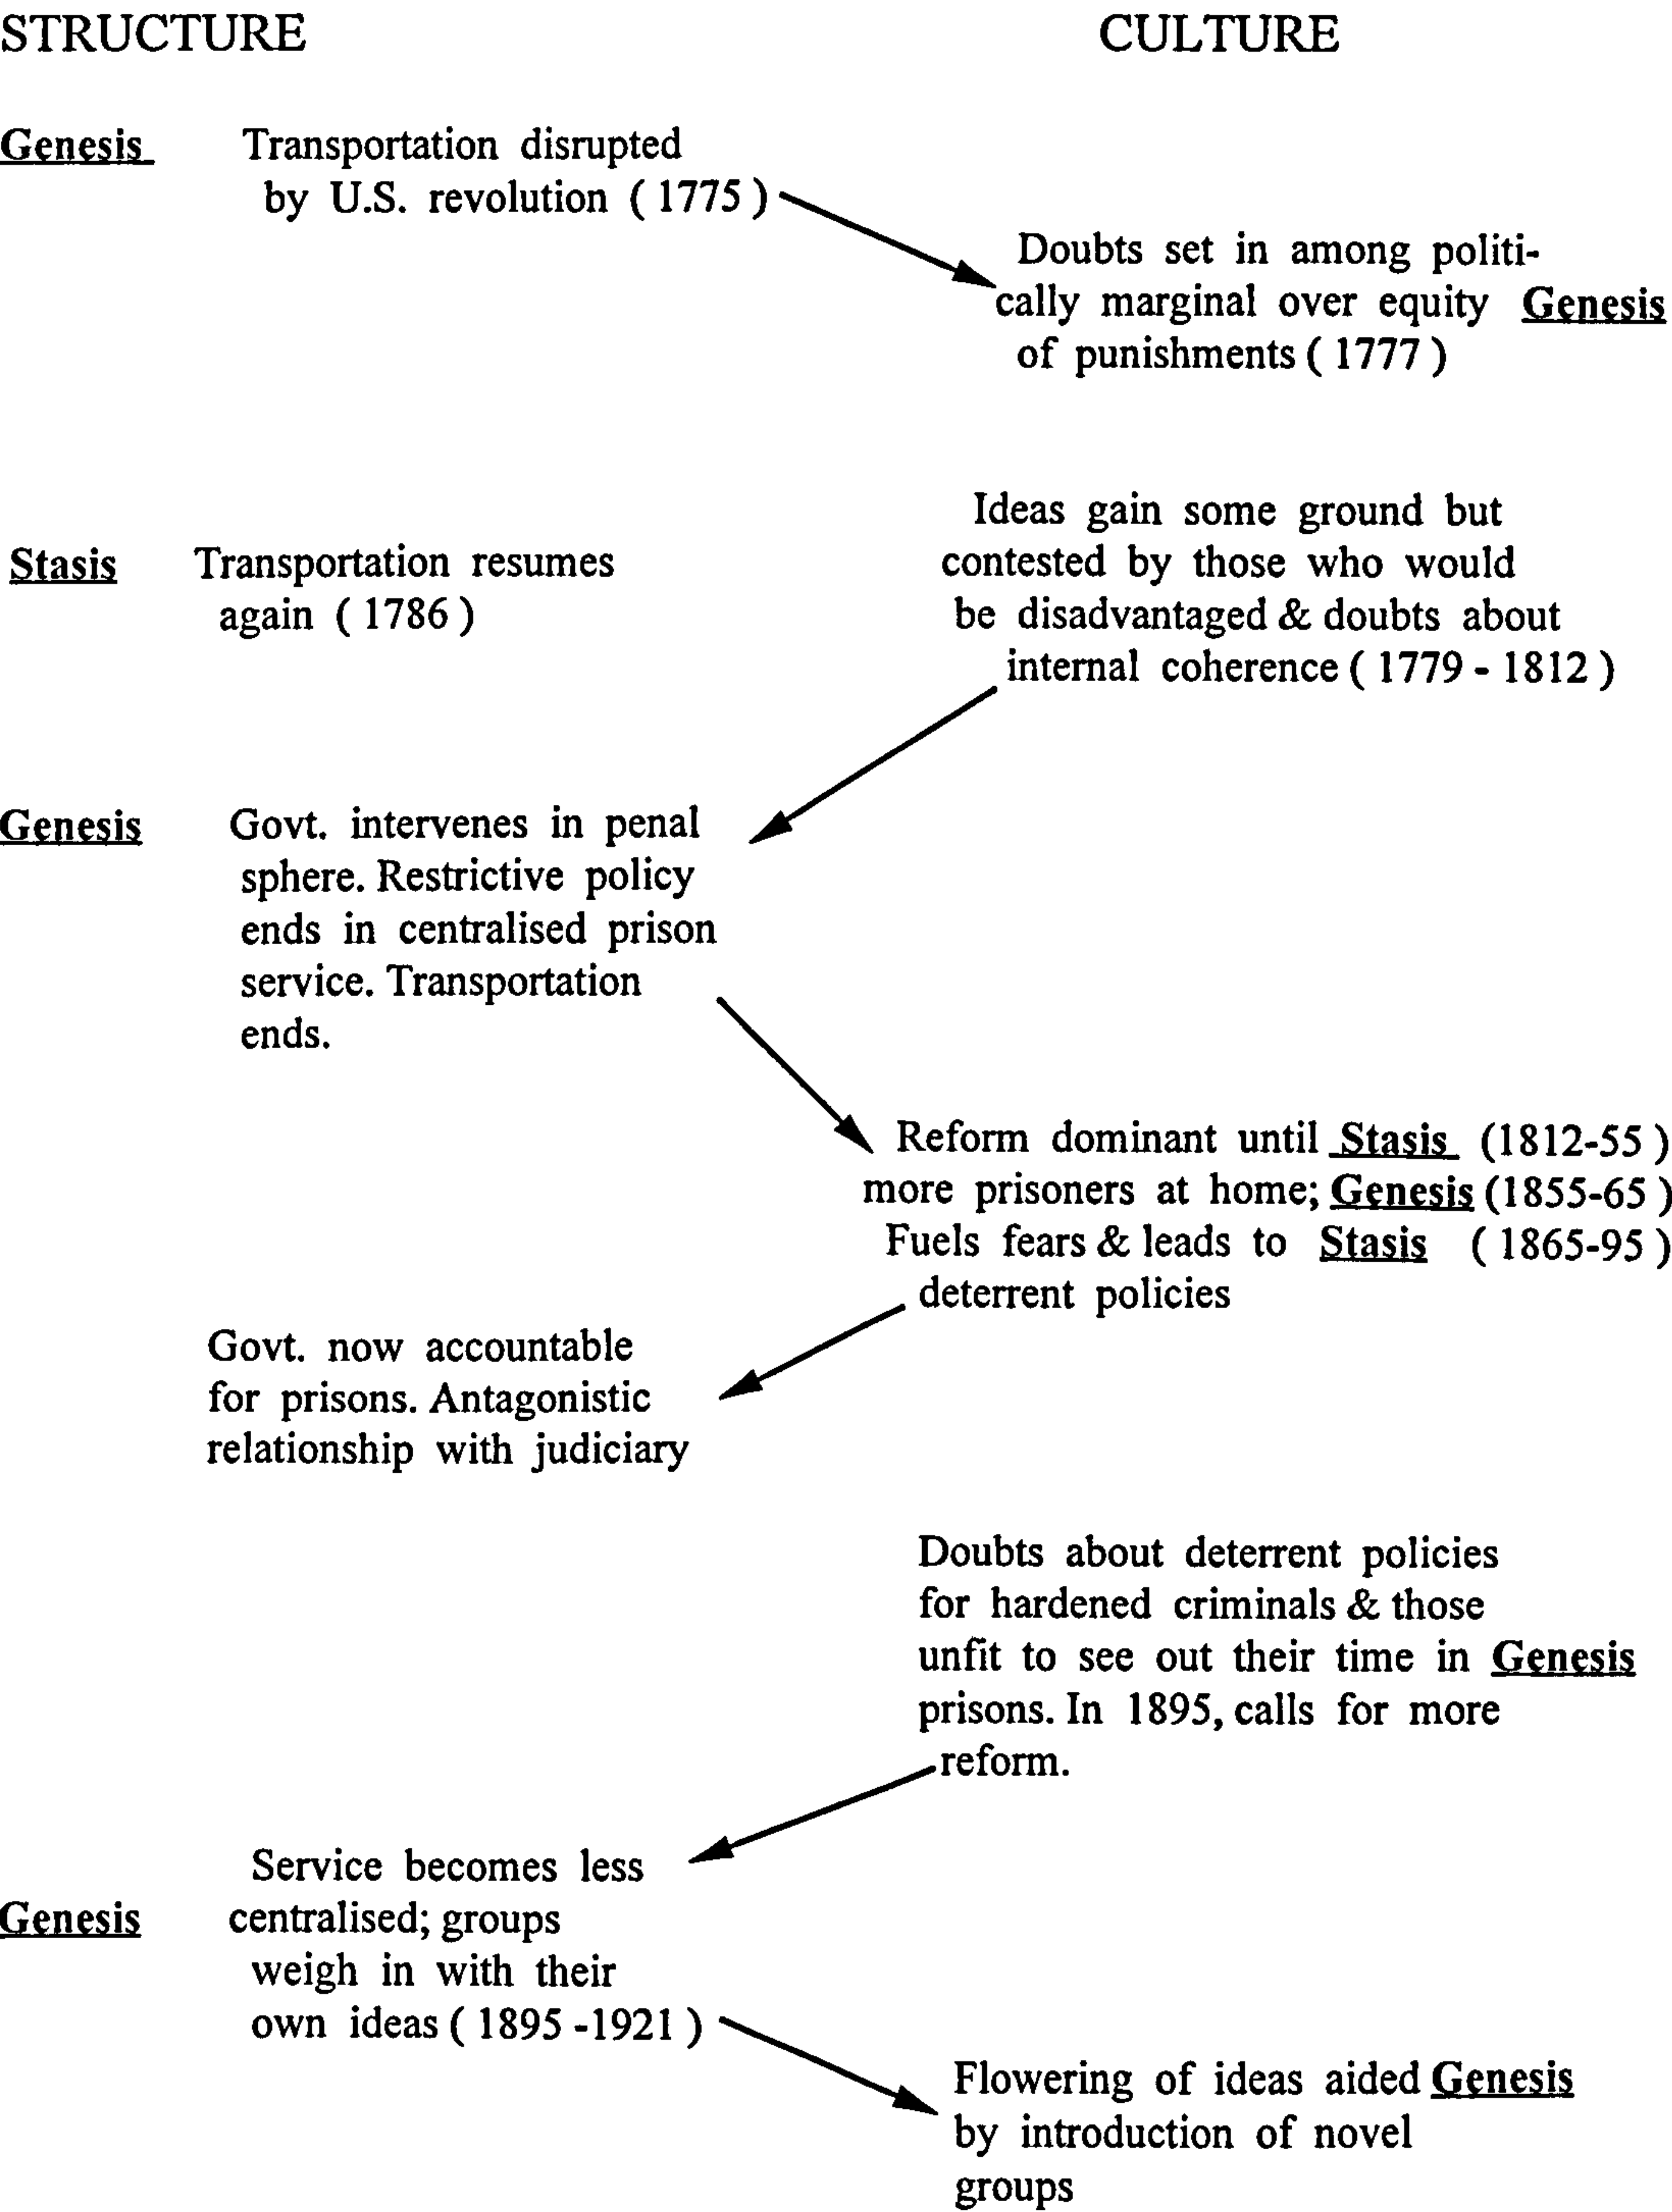 STRUCTURE CULTURE
Genesis Transportation disrupted
by U.S. revolution ( 1775 )
Doubts set in among politi-
cally marginal over equity Genesis
of punishments ( 1777 )
Ideas gain some ground but
Stasis Transportation resumes contested by those who would
again ( 1786 ) be disadvantaged & doubts about
internal coherence ( 1779 - 1812 )
Genesis Govt. intervenes in penal
sphere. Restrictive policy
ends in centralised prison
service. Transportation
ends.
Reform dominant until Stasis (1812-55 )
more prisoners at home; Genesis (1855-65 )
Fuels fears & leads to Stasis ( 1865-95 )
deterrent policies
Govt. now accountable
for prisons. Antagonistic
relationship with judiciary
Doubts about deterrent policies
for hardened criminals & those
unfit to see out their time in Genesis
prisons. In 1895, calls for more
reform.
Service becomes less
Genesis centralised; groups
weigh in with their
own ideas ( 1895 -1921 )
Flowering of ideas aided Genesis
by introduction of novel
groups